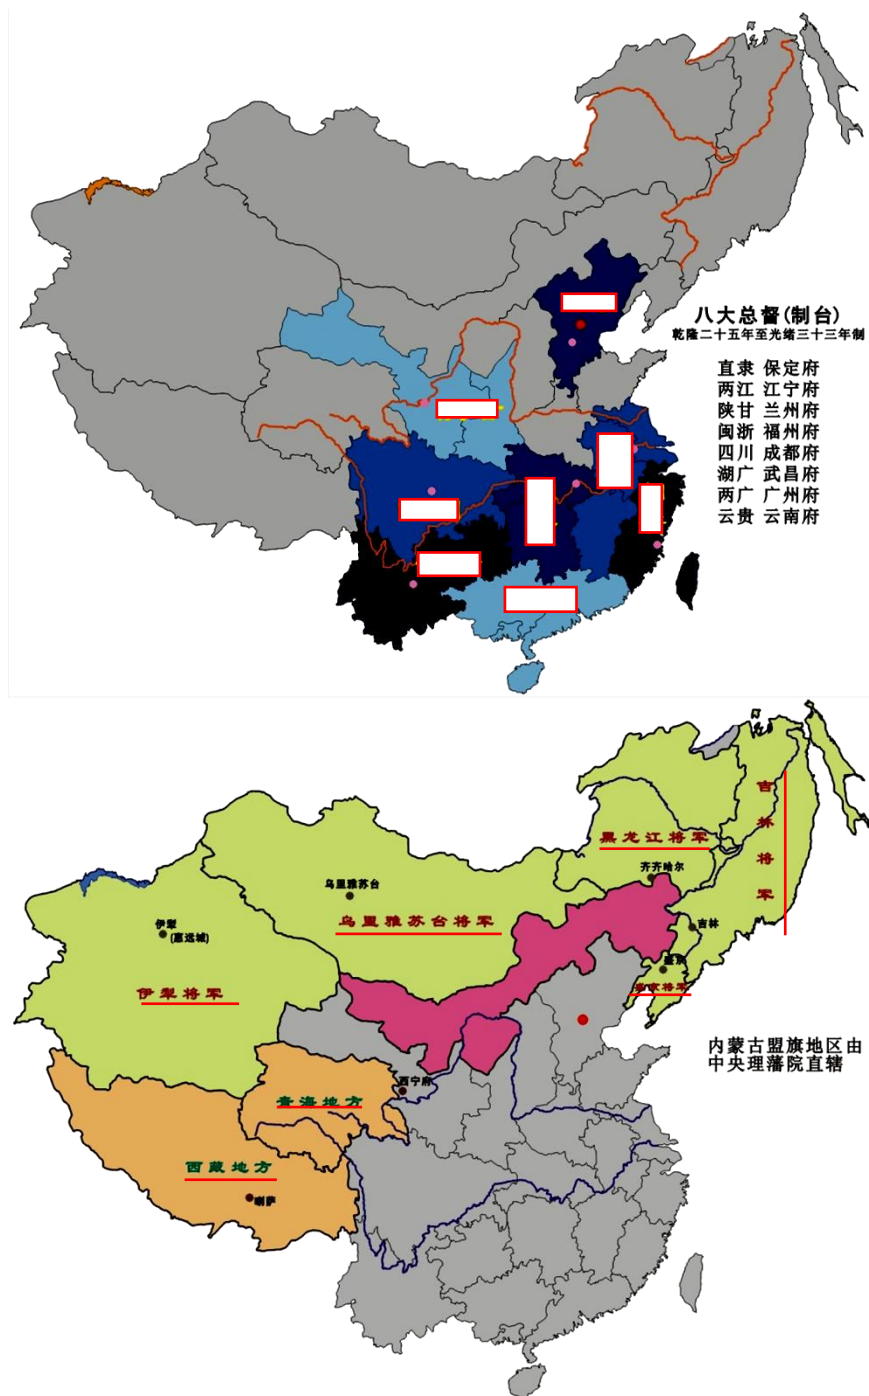 八大总督(制台)
乾隆二十五年至光绪三十三年制
直隶 保定府
两江 江宁府
陕甘 兰州府
闽浙 福州府
四川 成都府
湖广 武昌府
两广 广州府
云贵 云南府
吉林将军
黑龙江将军
齐齐哈尔
乌里雅苏台
乌里雅苏台将军
吉林
伊犁
(惠远城)
盛京
盛京将军
伊犁将军
内蒙古盟旗地区由
中央理藩院直辖
西宁府
青海地方
西藏地方
喇萨